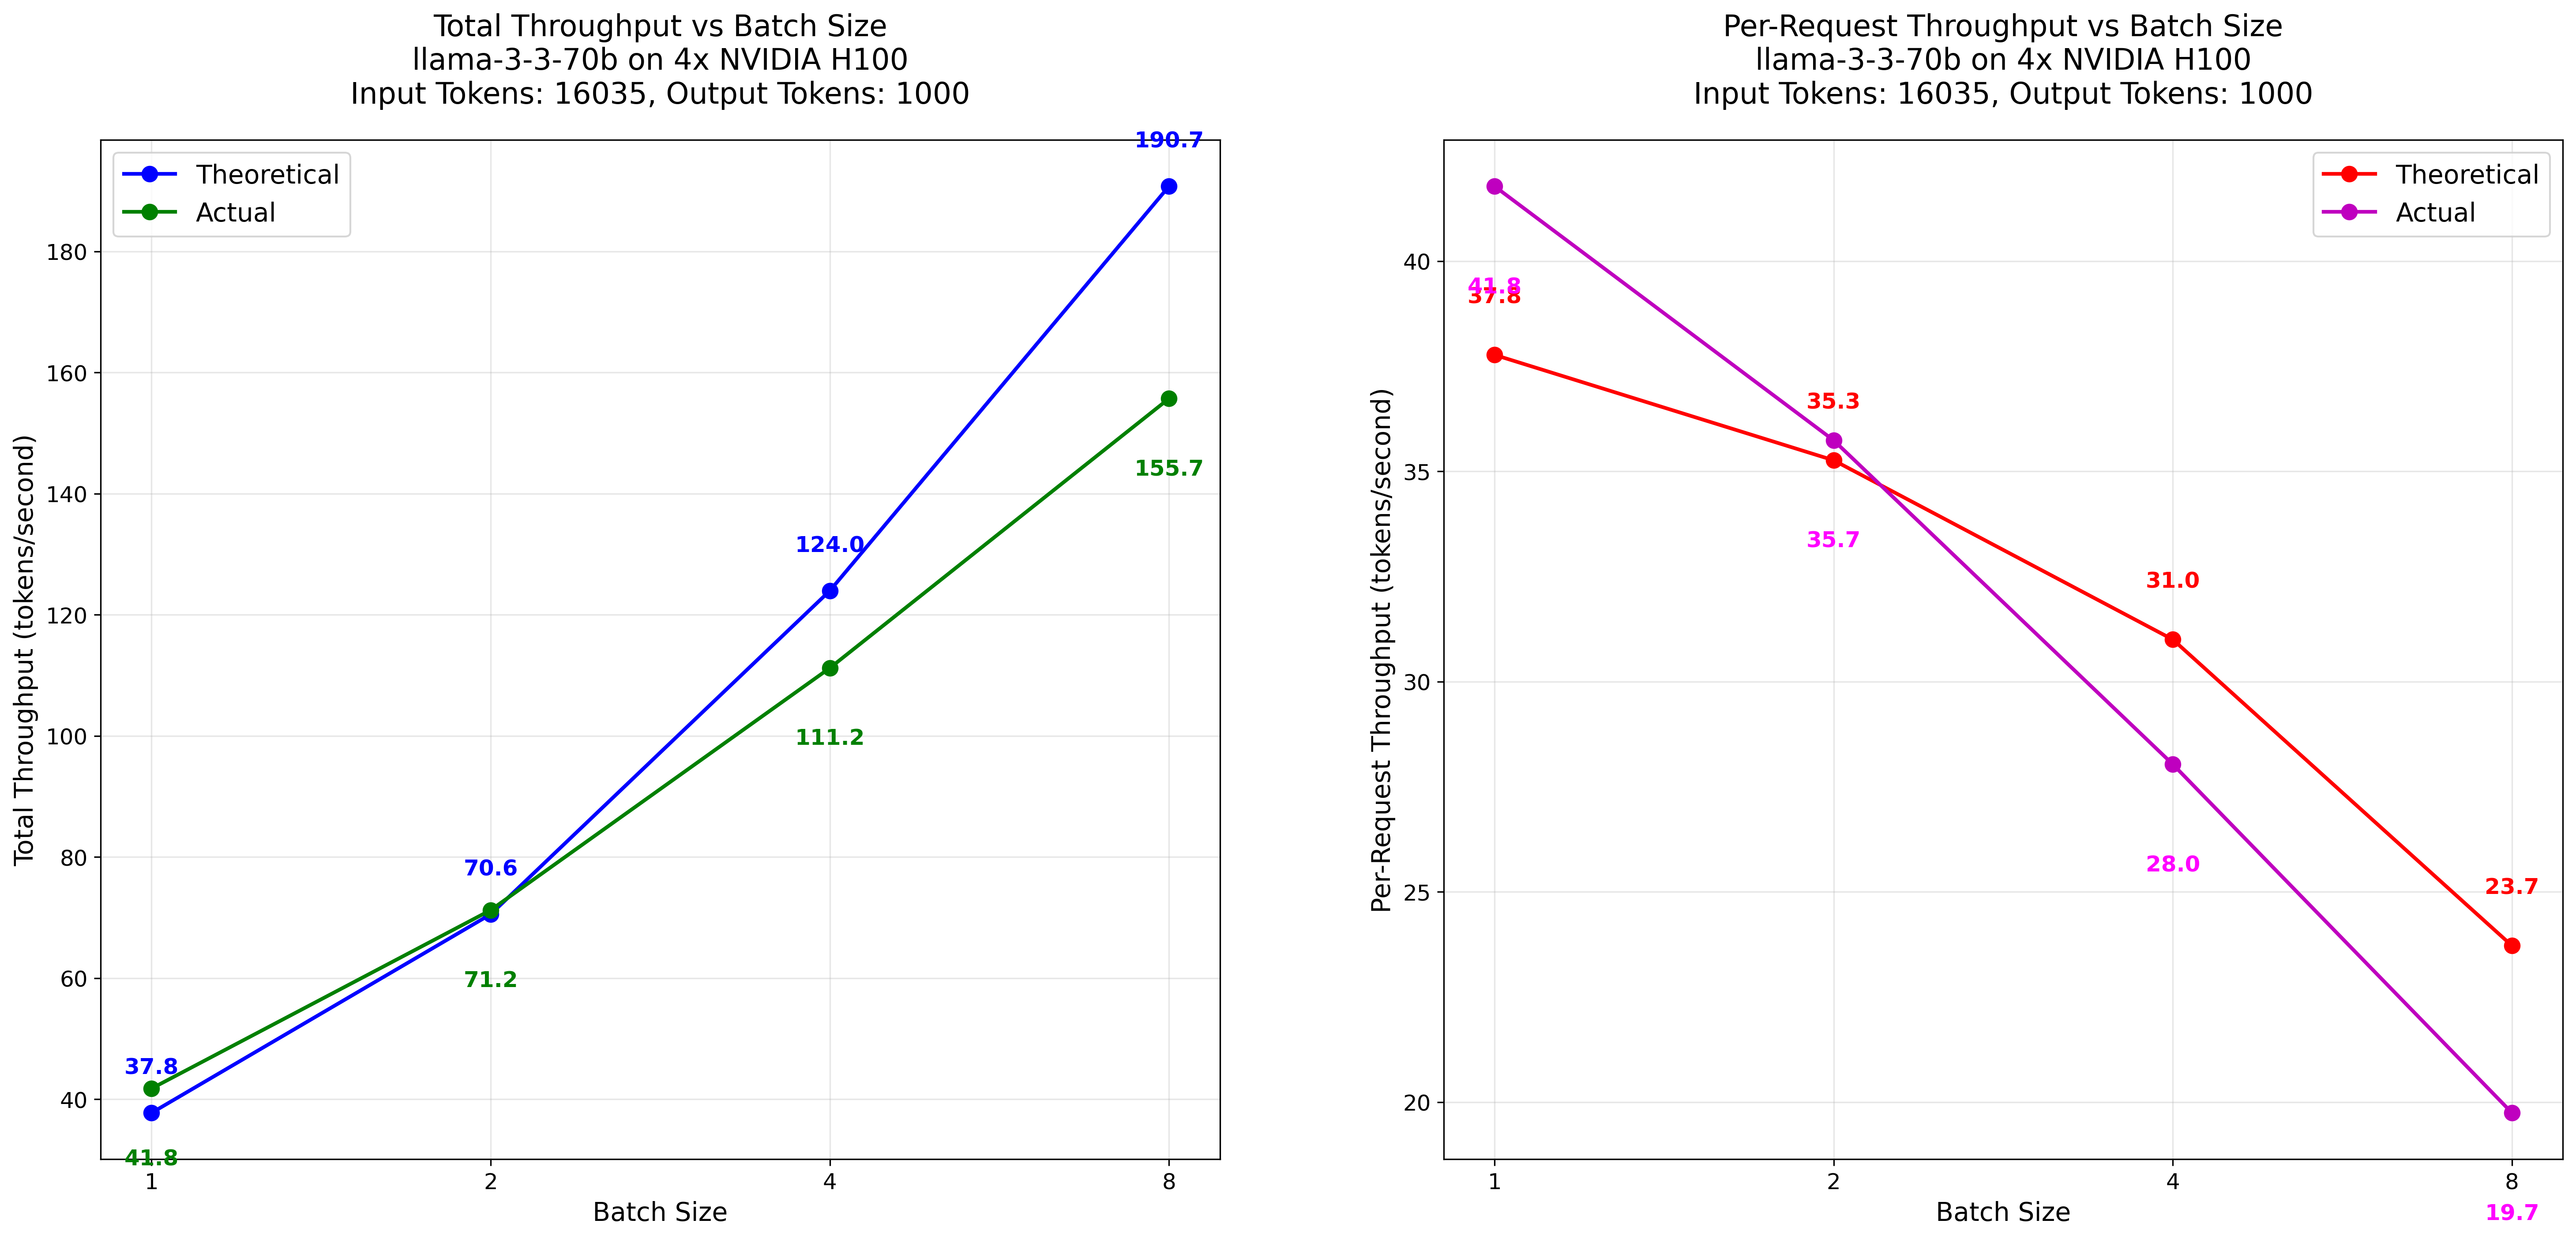 Total Throughput vs Batch Size
llama-3-3-70b on 4x NVIDIA H100
Input Tokens: 16035, Output Tokens: 1000
Theoretical
Actual
Total Throughput (tokens/second)
180
160
140
120
100
80
60
40
190.7
155.7
124.0
111.2
70.6
71.2
37.8
41.8
1
2
4
8
Batch Size
Per-Request Throughput vs Batch Size
llama-3-3-70b on 4x NVIDIA H100
Input Tokens: 16035, Output Tokens: 1000
Theoretical
Actual
Per-Request Throughput (tokens/second)
40
35
30
25
20
41.8
37.8
35.3
35.7
31.0
28.0
23.7
1
2
4
8
Batch Size
19.7